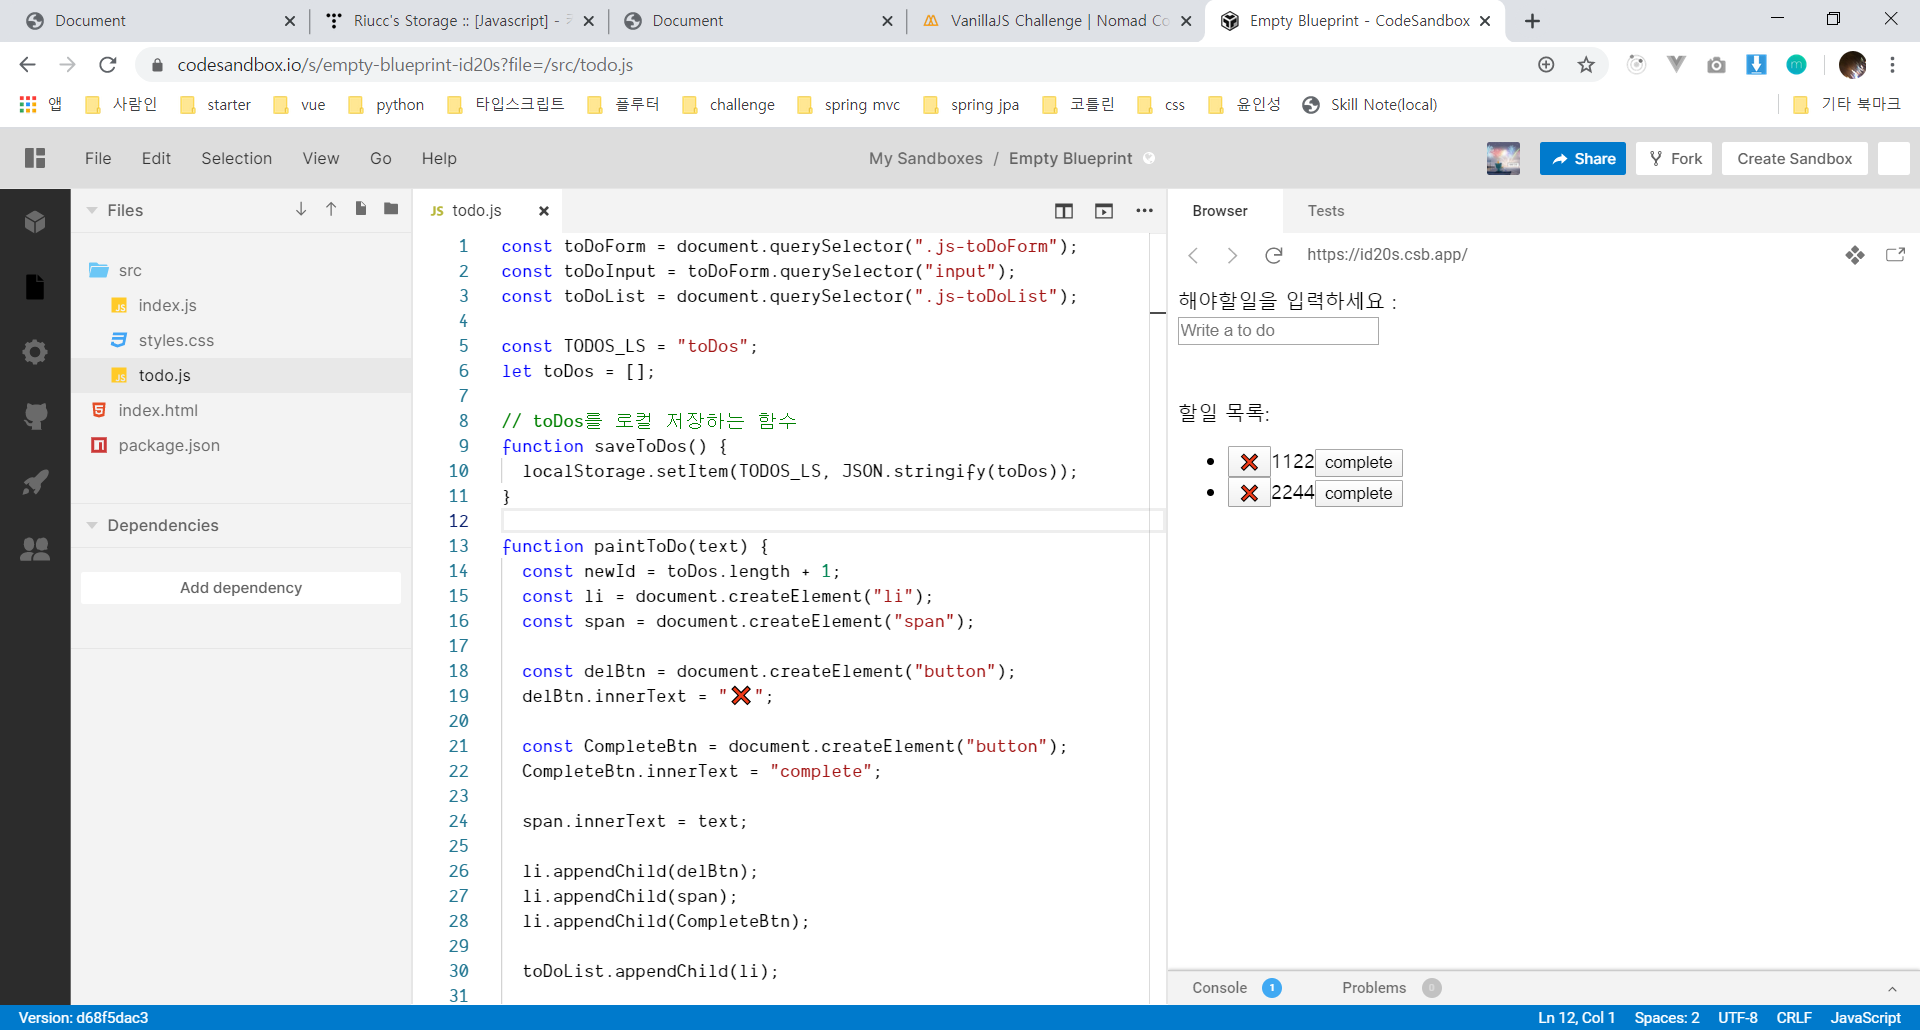 Document
Riucc's Storage :: [Javascript] -
Document
VanillaJS Challenge | Nomad Co
Empty Blueprint - CodeSandbox
codesandbox.io/s/empty-blueprint-id20s?file=/src/todo.js
앱 사람인 starter vue python 타입스크립트 플루터 challenge spring mvc spring jpa 코틀린 css 윤인성 Skill Note(local) 기타 북마크
File Edit Selection View Go Help
My Sandboxes / Empty Blueprint
Share Fork Create Sandbox
Files
src
JS index.js
styles.css
JS todo.js
index.html
package.json
Dependencies
Add dependency
JS todo.js
1 const toDoForm = document.querySelector(".js-toDoForm");
2 const toDoInput = toDoForm.querySelector("input");
3 const toDoList = document.querySelector(".js-toDoList");
4
5 const TODOS_LS = "toDos";
6 let toDos = [];
7
8 // toDos를 로컬 저장하는 함수
9 function saveToDos() {
10 localStorage.setItem(TODOS_LS, JSON.stringify(toDos));
11 }
12
13 function paintToDo(text) {
14 const newId = toDos.length + 1;
15 const li = document.createElement("li");
16 const span = document.createElement("span");
17
18 const delBtn = document.createElement("button");
19 delBtn.innerText = "❌";
20
21 const CompleteBtn = document.createElement("button");
22 CompleteBtn.innerText = "complete";
23
24 span.innerText = text;
25
26 li.appendChild(delBtn);
27 li.appendChild(span);
28 li.appendChild(CompleteBtn);
29
30 toDoList.appendChild(li);
31
Browser Tests
https://id20s.csb.app/
해야할일을 입력하세요 :
Write a to do
할일 목록:
❌ 1122 complete
❌ 2244 complete
Console 1 Problems 0
Version: d68f5dac3
Ln 12, Col 1 Spaces: 2 UTF-8 CRLF JavaScript